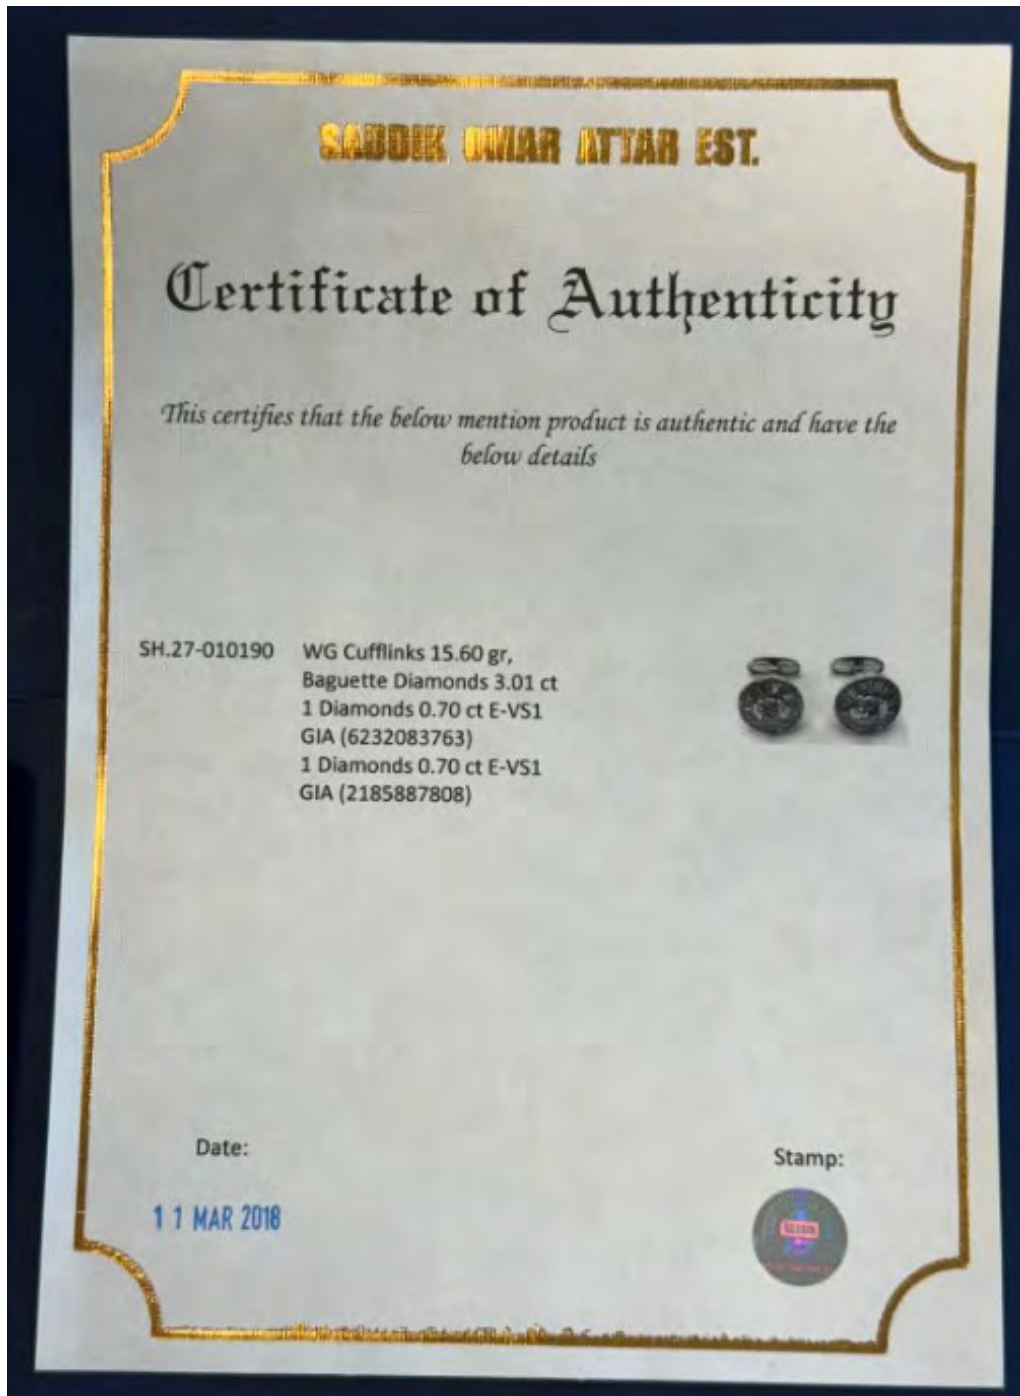 SADDIK OMAR ATTAR EST.
Certificate of Authenticity
This certifies that the below mention product is authentic and have the
below details
SH.27-010190 WG Cufflinks 15.60 gr,
Baguette Diamonds 3.01 ct
1 Diamonds 0.70 ct E-VS1
GIA (6232083763)
1 Diamonds 0.70 ct E-VS1
GIA (2185887808)
Date:
Stamp:
11 MAR 2018